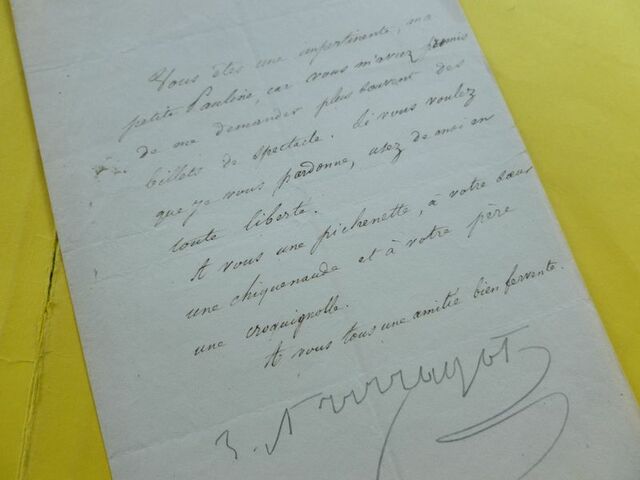 Vous êtes une impertinente, ma
petite Pauline, car vous m'aviez promis
de me demander plus souvent des
billets de spectacle. Si vous voulez
que je vous pardonne, usez de moi en
toute liberté.
A vous une pichenette, à votre sœur
une chiquenaude et à votre père
une croquignolle.
A vous tous une amitié bien fervente.